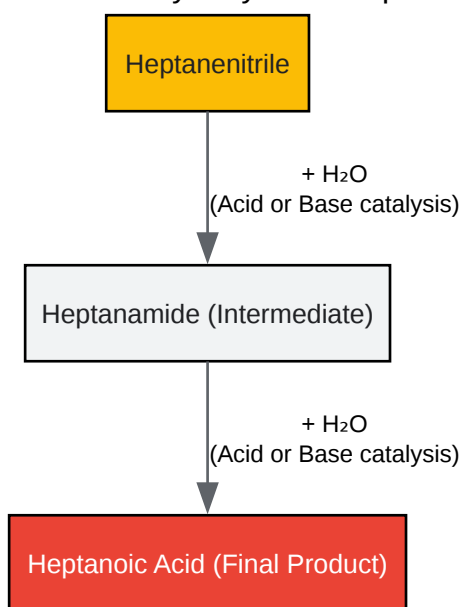 Heptanenitrile
+ H₂O
(Acid or Base catalysis)
Heptanamide (Intermediate)
+ H₂O
(Acid or Base catalysis)
Heptanoic Acid (Final Product)